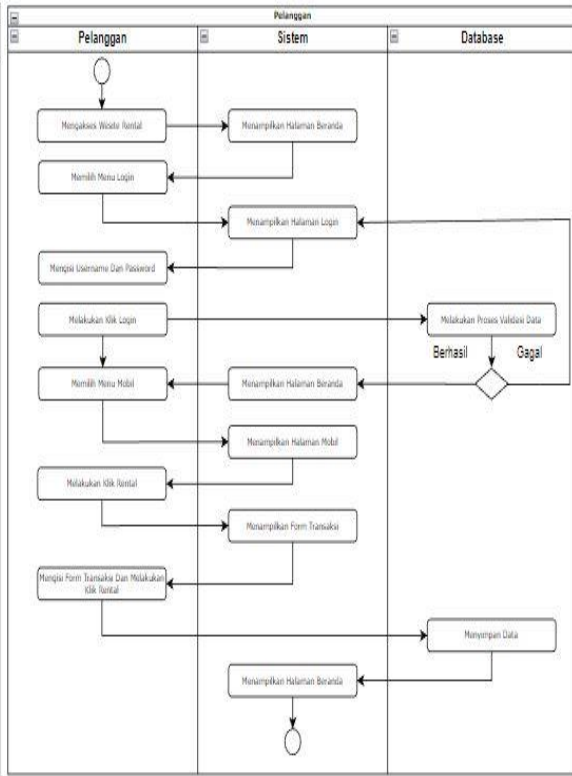 Pelanggan
Pelanggan
Sistem
Database
Mengakses Wesite Rental
Menampilkan Halaman Beranda
Memilih Menu Login
Menampilkan Halaman Login
Mengisi Username Dan Password
Melakukan Klik Login
Melakukan Proses Validasi Data
Berhasil
Gagal
Memilih Menu Mobil
Menampilkan Halaman Beranda
Menampilkan Halaman Mobil
Melakukan Klik Rental
Menampilkan Form Transaksi
Mengisi Form Transaksi Dan Melakukan
Klik Rental
Menyimpan Data
Menampilkan Halaman Beranda